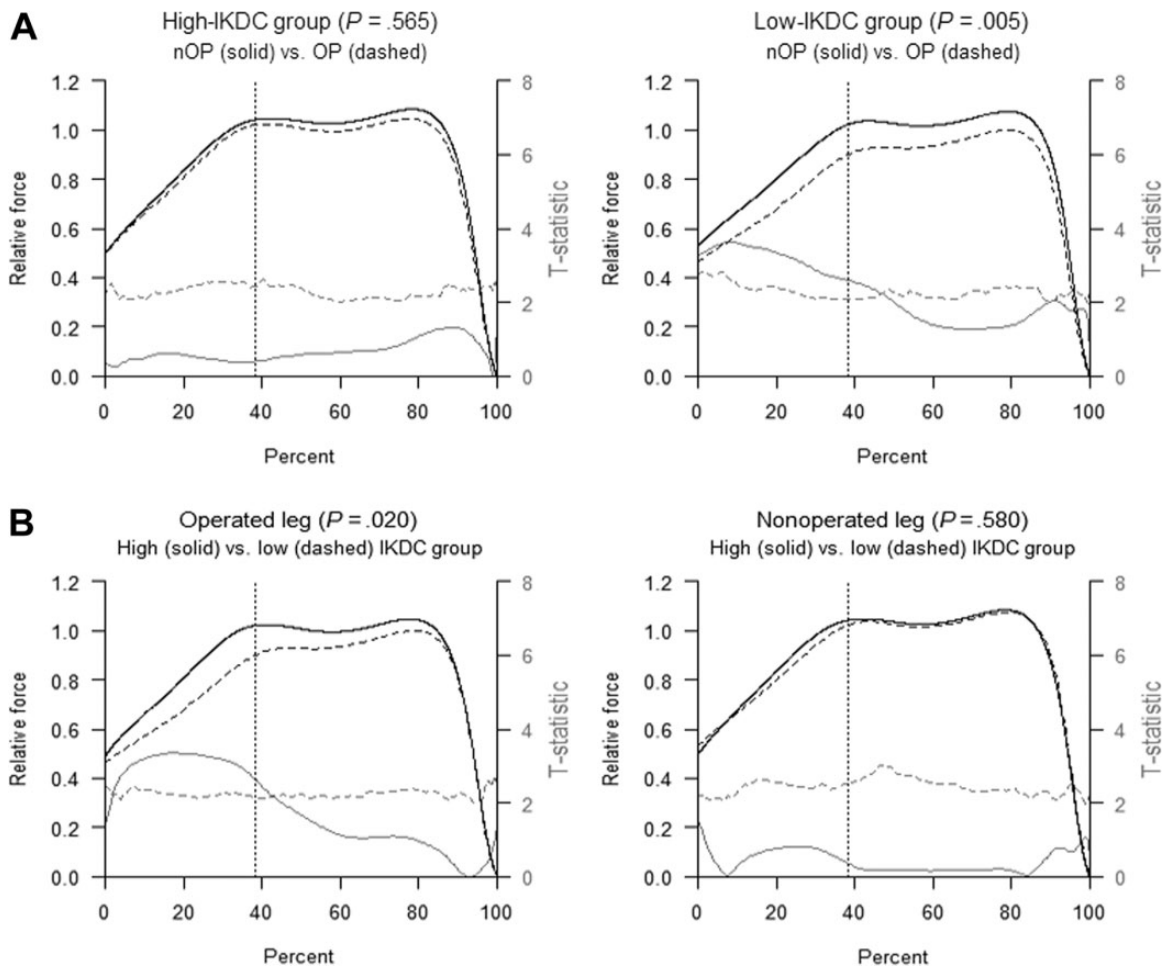 A
High-IKDC group (P = .565)
nOP (solid) vs. OP (dashed)
1.2
1.0
0.8
0.6
0.4
0.2
0.0
Relative force
8
6
4
2
0
T-statistic
0 20 40 60 80 100
Percent
Low-IKDC group (P = .005)
nOP (solid) vs. OP (dashed)
1.2
1.0
0.8
0.6
0.4
0.2
0.0
Relative force
8
6
4
2
0
T-statistic
0 20 40 60 80 100
Percent
B
Operated leg (P = .020)
High (solid) vs. low (dashed) IKDC group
1.2
1.0
0.8
0.6
0.4
0.2
0.0
Relative force
8
6
4
2
0
T-statistic
0 20 40 60 80 100
Percent
Nonoperated leg (P = .580)
High (solid) vs. low (dashed) IKDC group
1.2
1.0
0.8
0.6
0.4
0.2
0.0
Relative force
8
6
4
2
0
T-statistic
0 20 40 60 80 100
Percent